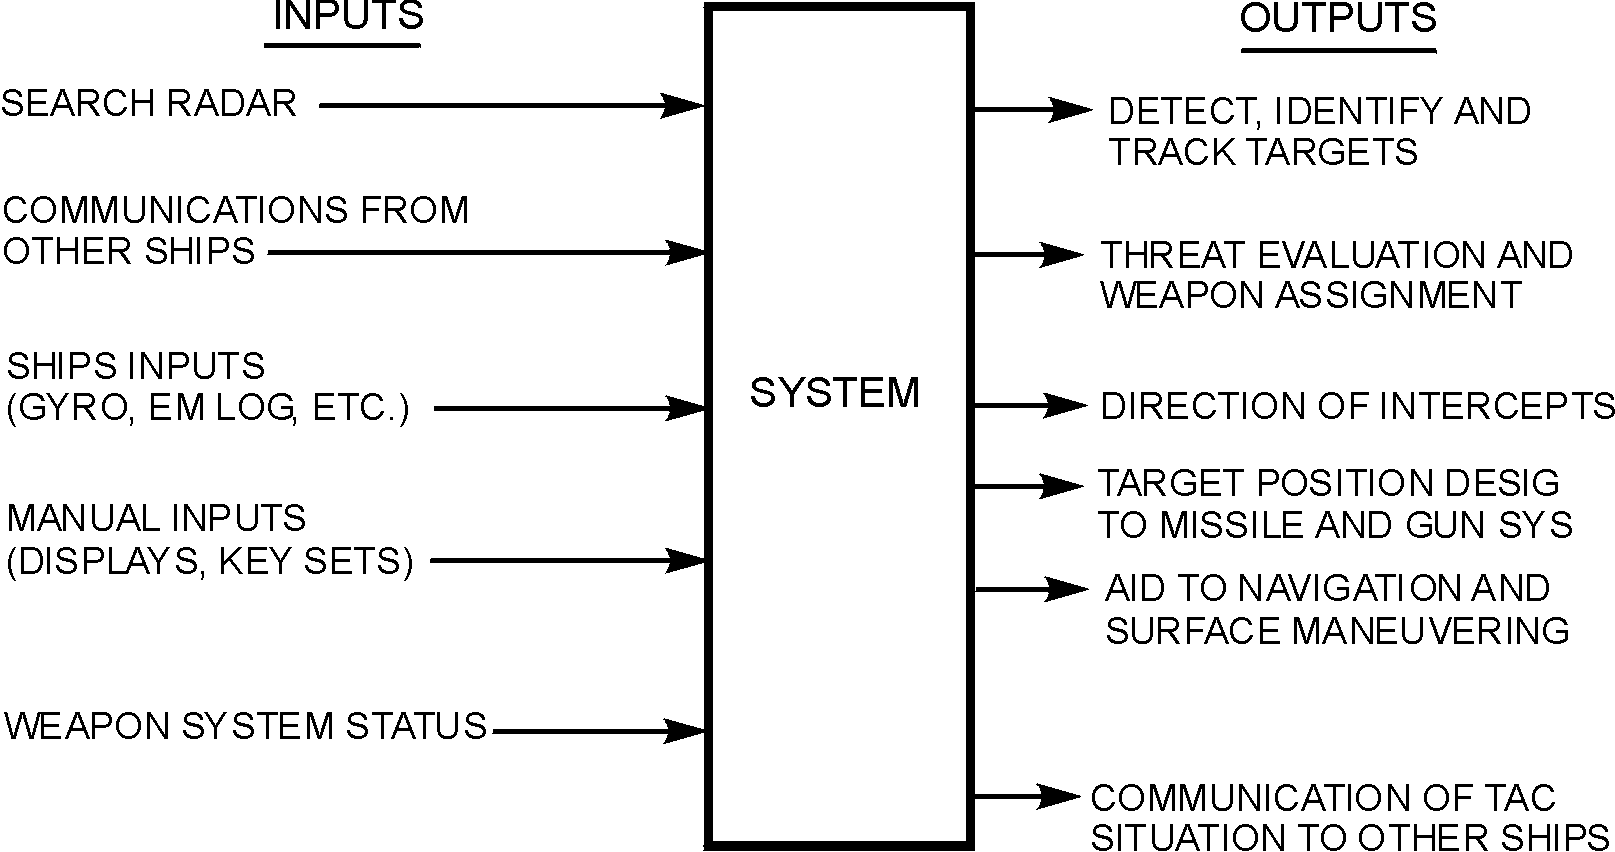 INPUTS
SEARCH RADAR
COMMUNICATIONS FROM
OTHER SHIPS
SHIPS INPUTS
(GYRO, EM LOG, ETC.)
MANUAL INPUTS
(DISPLAYS, KEY SETS)
WEAPON SYSTEM STATUS
SYSTEM
OUTPUTS
DETECT, IDENTIFY AND
TRACK TARGETS
THREAT EVALUATION AND
WEAPON ASSIGNMENT
DIRECTION OF INTERCEPTS
TARGET POSITION DESIG
TO MISSILE AND GUN SYS
AID TO NAVIGATION AND
SURFACE MANEUVERING
COMMUNICATION OF TAC
SITUATION TO OTHER SHIPS